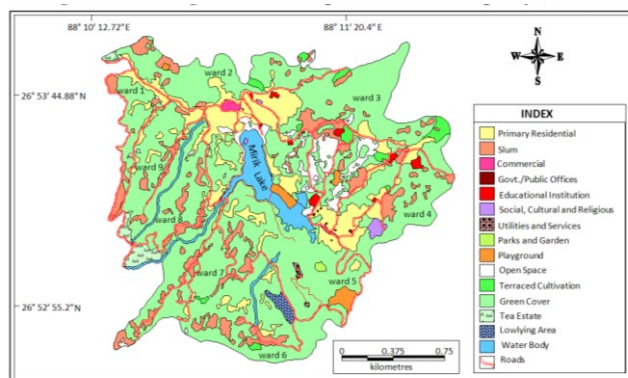 88° 10' 12.72"E
88° 11' 20.4"E
26° 53' 44.88"N
26° 52' 55.2"N
N
W E
S
ward 1
ward 2
ward 3
ward 9
Mirik Lake
ward 8
ward 4
ward 7
ward 5
ward 6
INDEX
Primary Residential
Slum
Commercial
Govt./Public Offices
Educational Institution
Social, Cultural and Religious
Utilities and Services
Parks and Garden
Playground
Open Space
Terraced Cultivation
Green Cover
Tea Estate
Lowlying Area
Water Body
Roads
0 0.375 0.75
kilometres